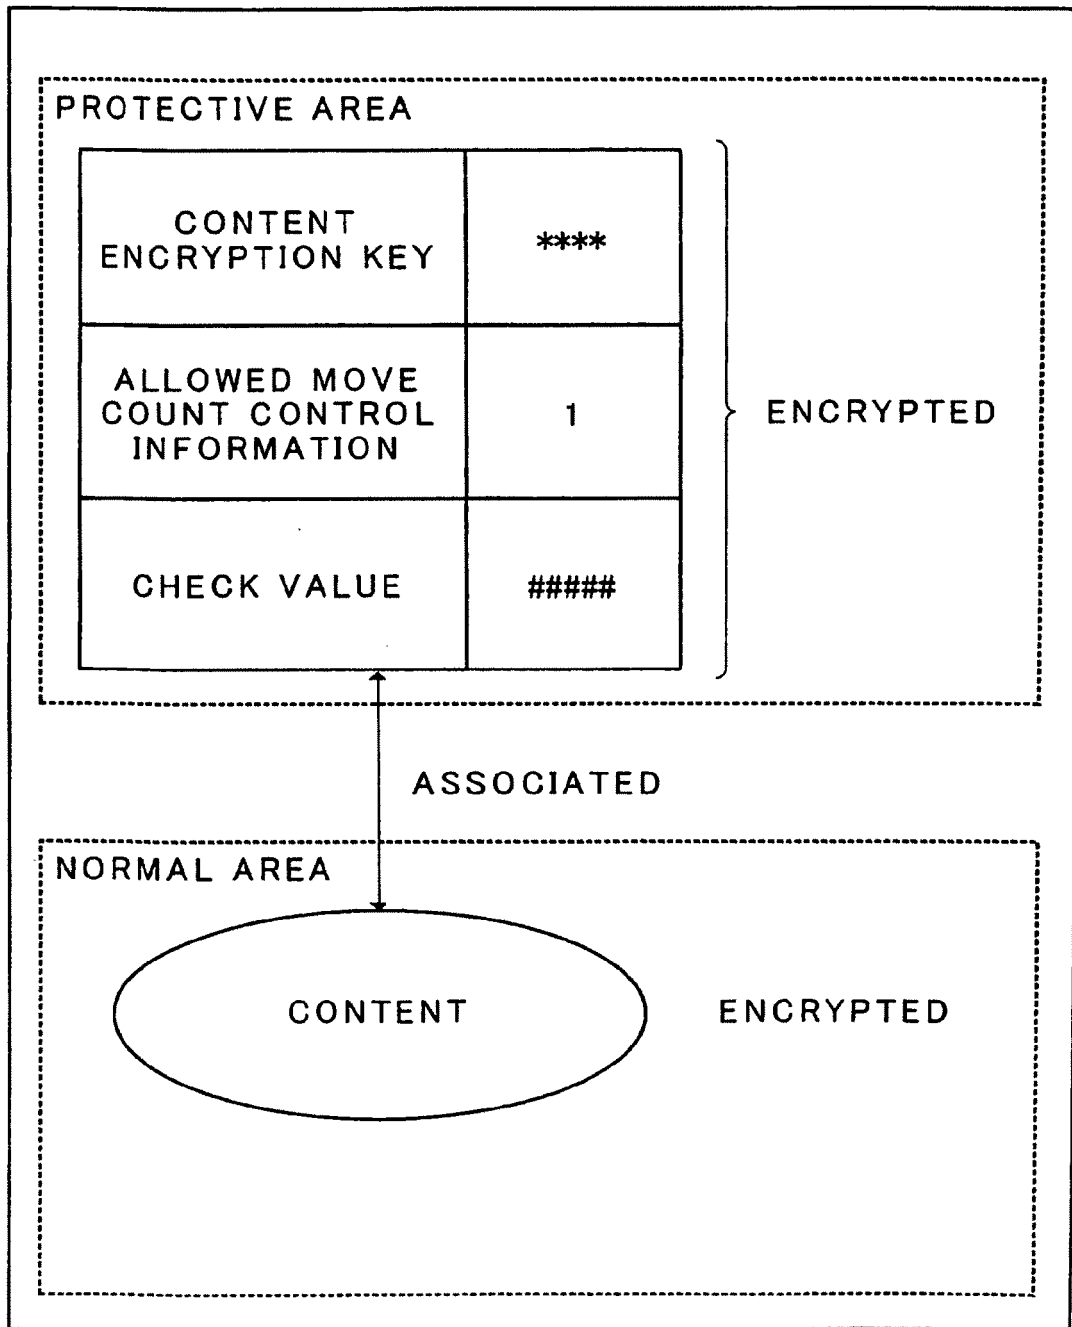 PROTECTIVE AREA
CONTENT
ENCRYPTION KEY
****
ALLOWED MOVE
COUNT CONTROL
INFORMATION
1
CHECK VALUE
#####
ENCRYPTED
ASSOCIATED
NORMAL AREA
CONTENT
ENCRYPTED